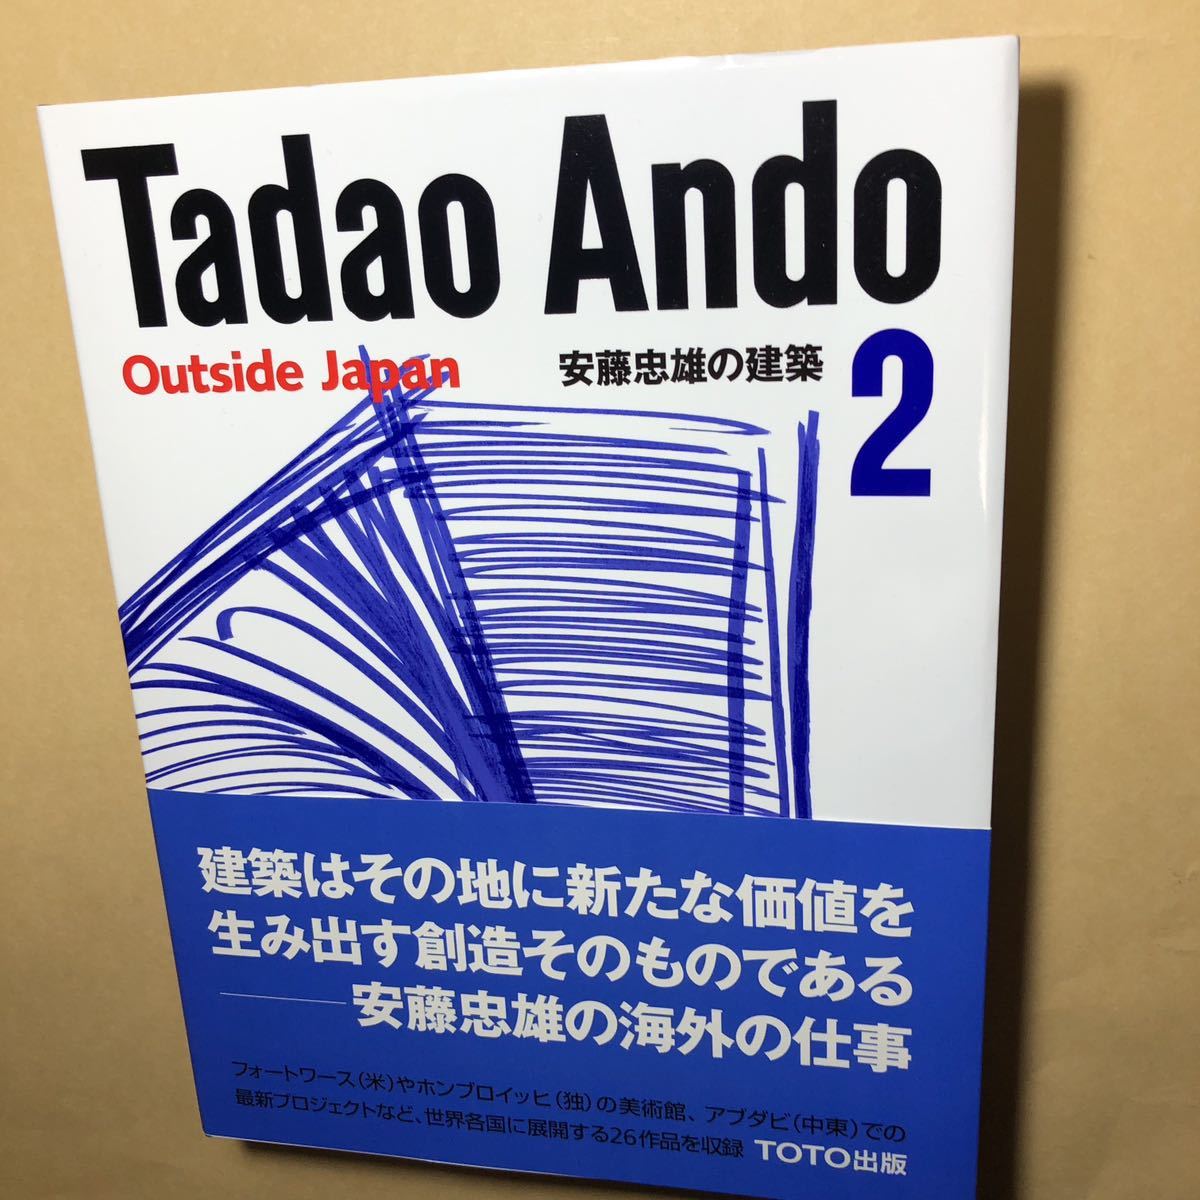 Tadao Ando
Outside Japan
安藤忠雄の建築 2
建築はその地に新たな価値を
生み出す創造そのものである
――安藤忠雄の海外の仕事
フォートワース(米)やホンブロイッヒ(独)の美術館、アブダビ(中東)での
最新プロジェクトなど、世界各国に展開する26作品を収録 TOTO出版